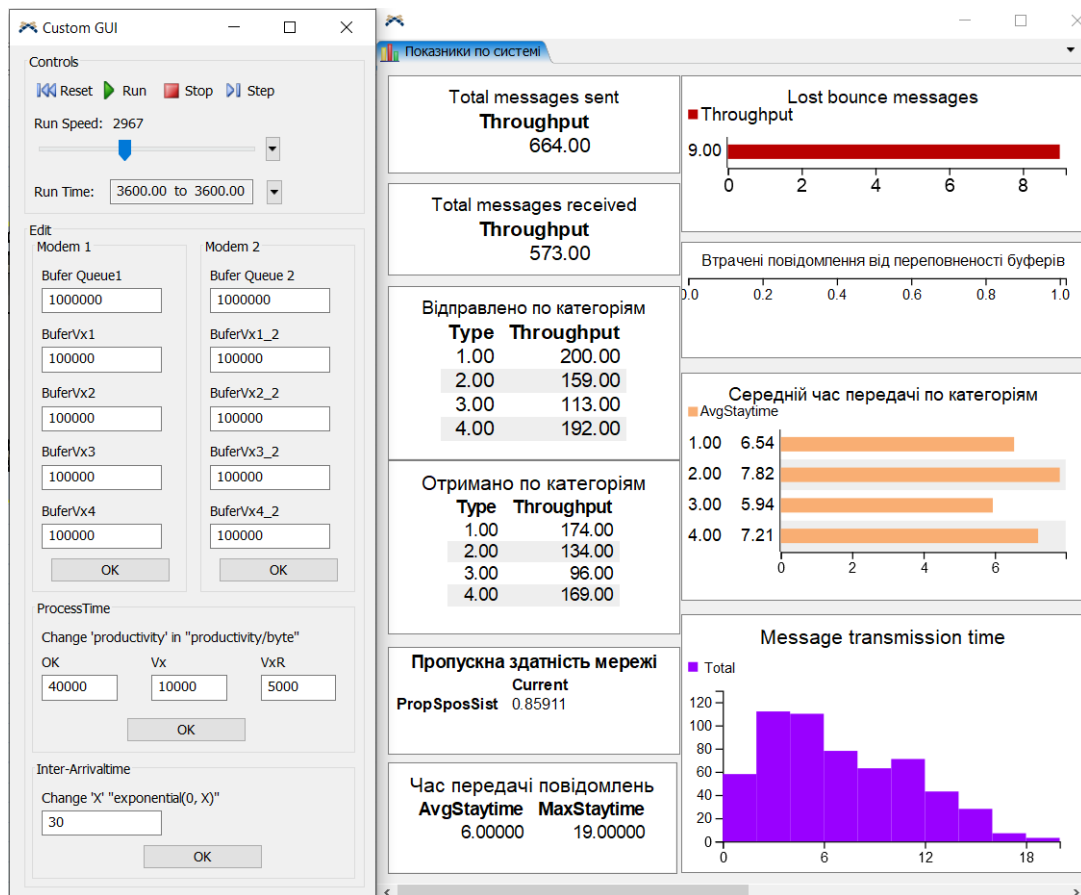 Custom GUI
Controls
Reset Run Stop Step
Run Speed: 2967
Run Time: 3600.00 to 3600.00
Edit
Modem 1
Bufer Queue1
1000000
BuferVx1
100000
BuferVx2
100000
BuferVx3
100000
BuferVx4
100000
OK
Modem 2
Bufer Queue 2
1000000
BuferVx1_2
100000
BuferVx2_2
100000
BuferVx3_2
100000
BuferVx4_2
100000
OK
ProcessTime
Change 'productivity' in "productivity/byte"
OK Vx VxR
40000 10000 5000
OK
Inter-Arrivaltime
Change 'X' "exponential(0, X)"
30
OK
Показники по системі
Total messages sent
Throughput
664.00
Total messages received
Throughput
573.00
Відправлено по категоріям
Type Throughput
1.00 200.00
2.00 159.00
3.00 113.00
4.00 192.00
Отримано по категоріям
Type Throughput
1.00 174.00
2.00 134.00
3.00 96.00
4.00 169.00
Пропускна здатність мережі
Current
PropSposSist 0.85911
Час передачі повідомлень
AvgStaytime MaxStaytime
6.00000 19.00000
Lost bounce messages
Throughput
9.00
0 2 4 6 8
Втрачені повідомлення від переповненості буферів
0.0 0.2 0.4 0.6 0.8 1.0
Середній час передачі по категоріям
AvgStaytime
1.00 6.54
2.00 7.82
3.00 5.94
4.00 7.21
0 2 4 6
Message transmission time
Total
120
100
80
60
40
20
0
0 6 12 18